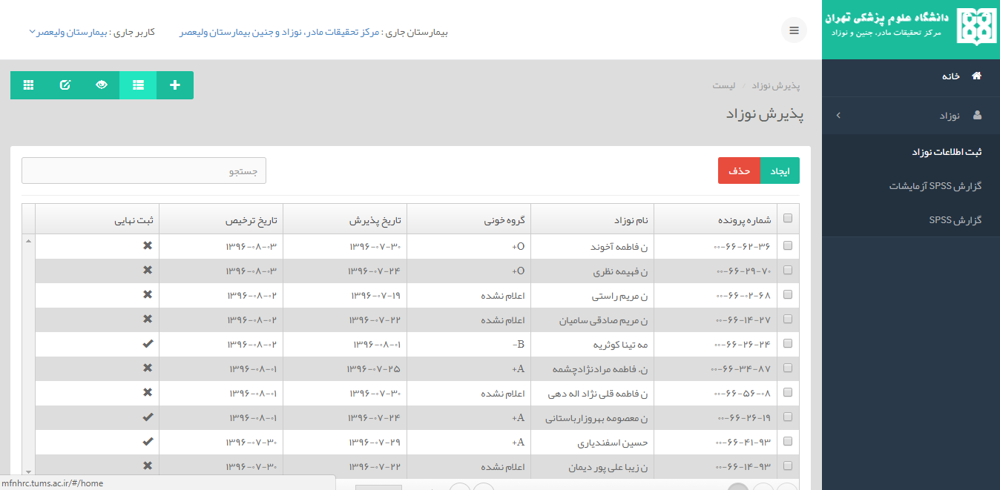 دانشگاه علوم پزشکی تهران
مرکز تحقیقات مادر، جنین و نوزاد
بیمارستان جاری : مرکز تحقیقات مادر، نوزاد و جنین بیمارستان ولیعصر
کاربر جاری : بیمارستان ولیعصر
خانه
نوزاد
ثبت اطلاعات نوزاد
گزارش SPSS آزمایشات
گزارش SPSS
پذیرش نوزاد / لیست
پذیرش نوزاد
ایجاد حذف
جستجو
شماره پرونده نام نوزاد گروه خونی تاریخ پذیرش تاریخ ترخیص ثبت نهایی
۰۰-۶۶-۶۲-۳۶ ن فاطمه آخوند O+ ۱۳۹۶-۰۷-۳۰ ۱۳۹۶-۰۸-۰۳
۰۰-۶۶-۲۹-۷۰ ن فهیمه نظری O+ ۱۳۹۶-۰۷-۲۴ ۱۳۹۶-۰۸-۰۳
۰۰-۶۶-۰۲-۶۸ ن مریم راستی اعلام نشده ۱۳۹۶-۰۷-۱۹ ۱۳۹۶-۰۸-۰۲
۰۰-۶۶-۱۴-۲۷ ن مریم صادقی سامیان اعلام نشده ۱۳۹۶-۰۷-۲۲ ۱۳۹۶-۰۸-۰۲
۰۰-۶۶-۲۶-۲۴ مه تینا کوثریه B- ۱۳۹۶-۰۸-۰۱ ۱۳۹۶-۰۸-۰۲
۰۰-۶۶-۳۴-۸۷ ن. فاطمه مرادنژادچشمه A+ ۱۳۹۶-۰۷-۲۵ ۱۳۹۶-۰۸-۰۱
۰۰-۶۶-۵۶-۰۸ ن فاطمه قلی نژاد اله دهی اعلام نشده ۱۳۹۶-۰۷-۳۰ ۱۳۹۶-۰۸-۰۱
۰۰-۶۶-۲۶-۱۹ ن معصومه بهروزارباستانی A+ ۱۳۹۶-۰۷-۲۴ ۱۳۹۶-۰۸-۰۱
۰۰-۶۶-۴۱-۹۳ حسین اسفندیاری A+ ۱۳۹۶-۰۷-۲۹ ۱۳۹۶-۰۷-۳۰
۰۰-۶۶-۱۴-۹۳ ن زیبا علی پور دیمان اعلام نشده ۱۳۹۶-۰۷-۲۲ ۱۳۹۶-۰۷-۳۰
mfnhrc.tums.ac.ir/#/home